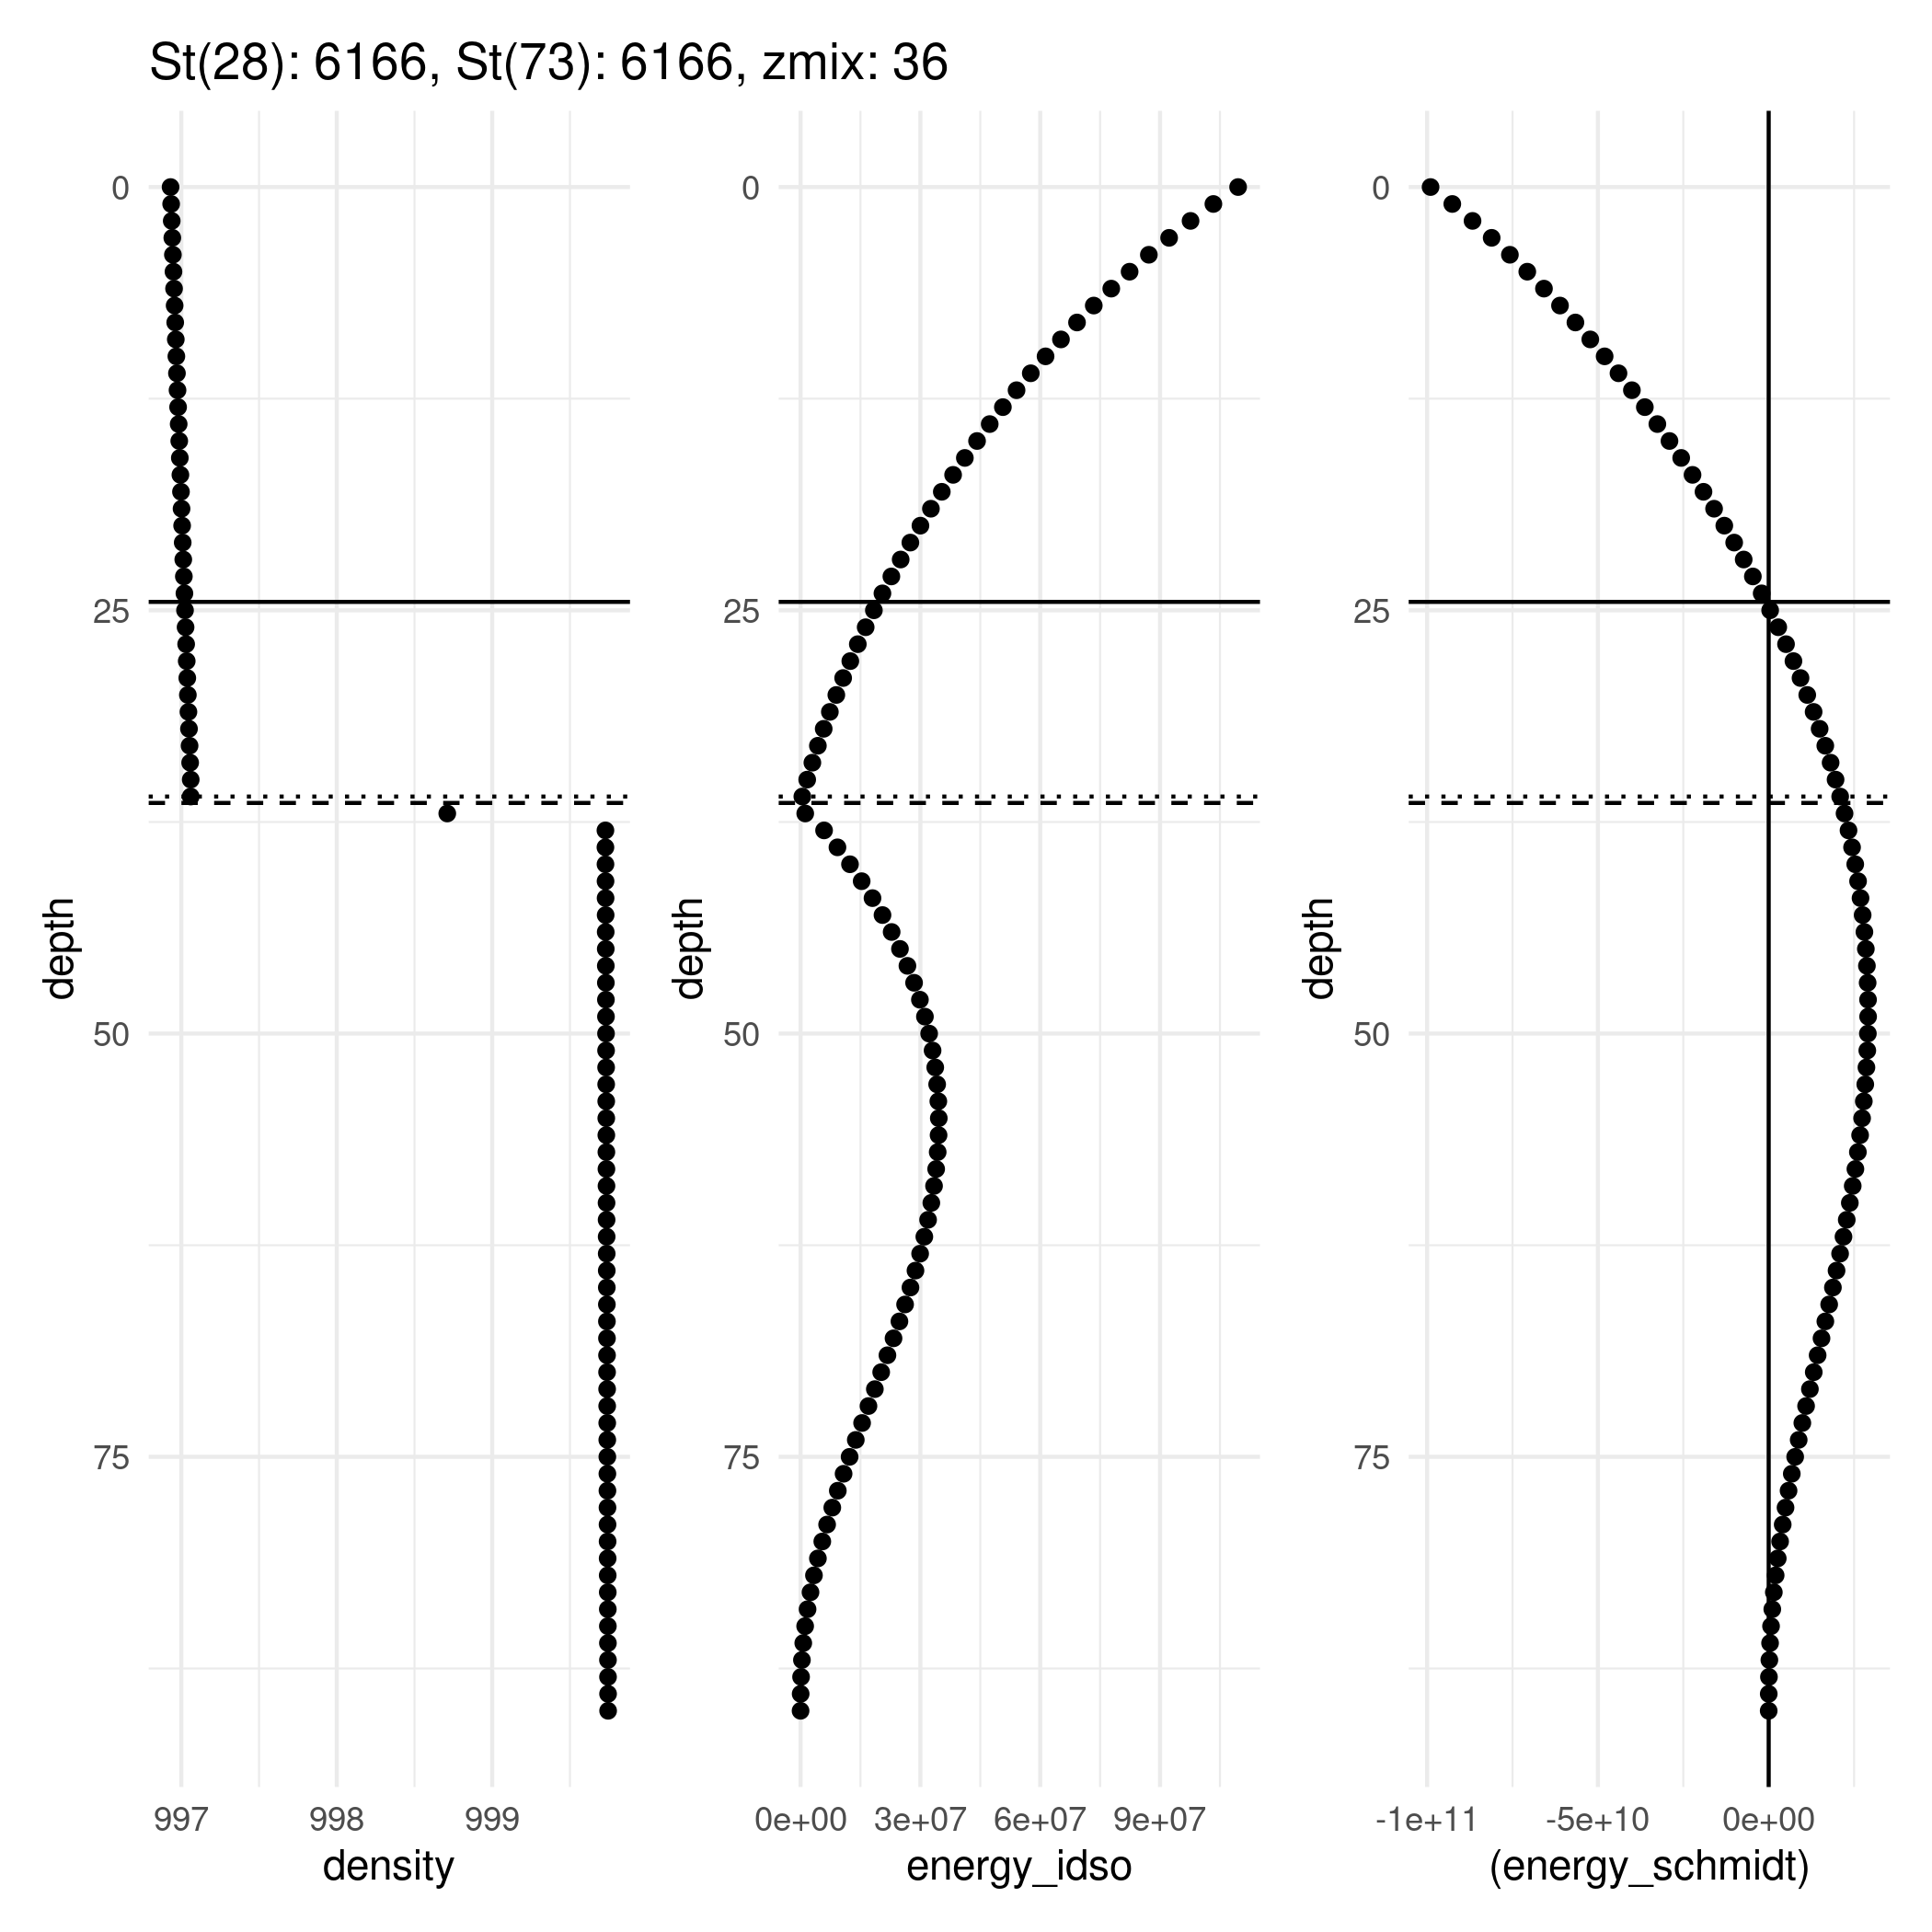 St(28): 6166, St(73): 6166, zmix: 36
0
25
50
75
depth
997 998 999
density
0
25
50
75
depth
0e+00 3e+07 6e+07 9e+07
energy_idso
0
25
50
75
depth
-1e+11 -5e+10 0e+00
(energy_schmidt)